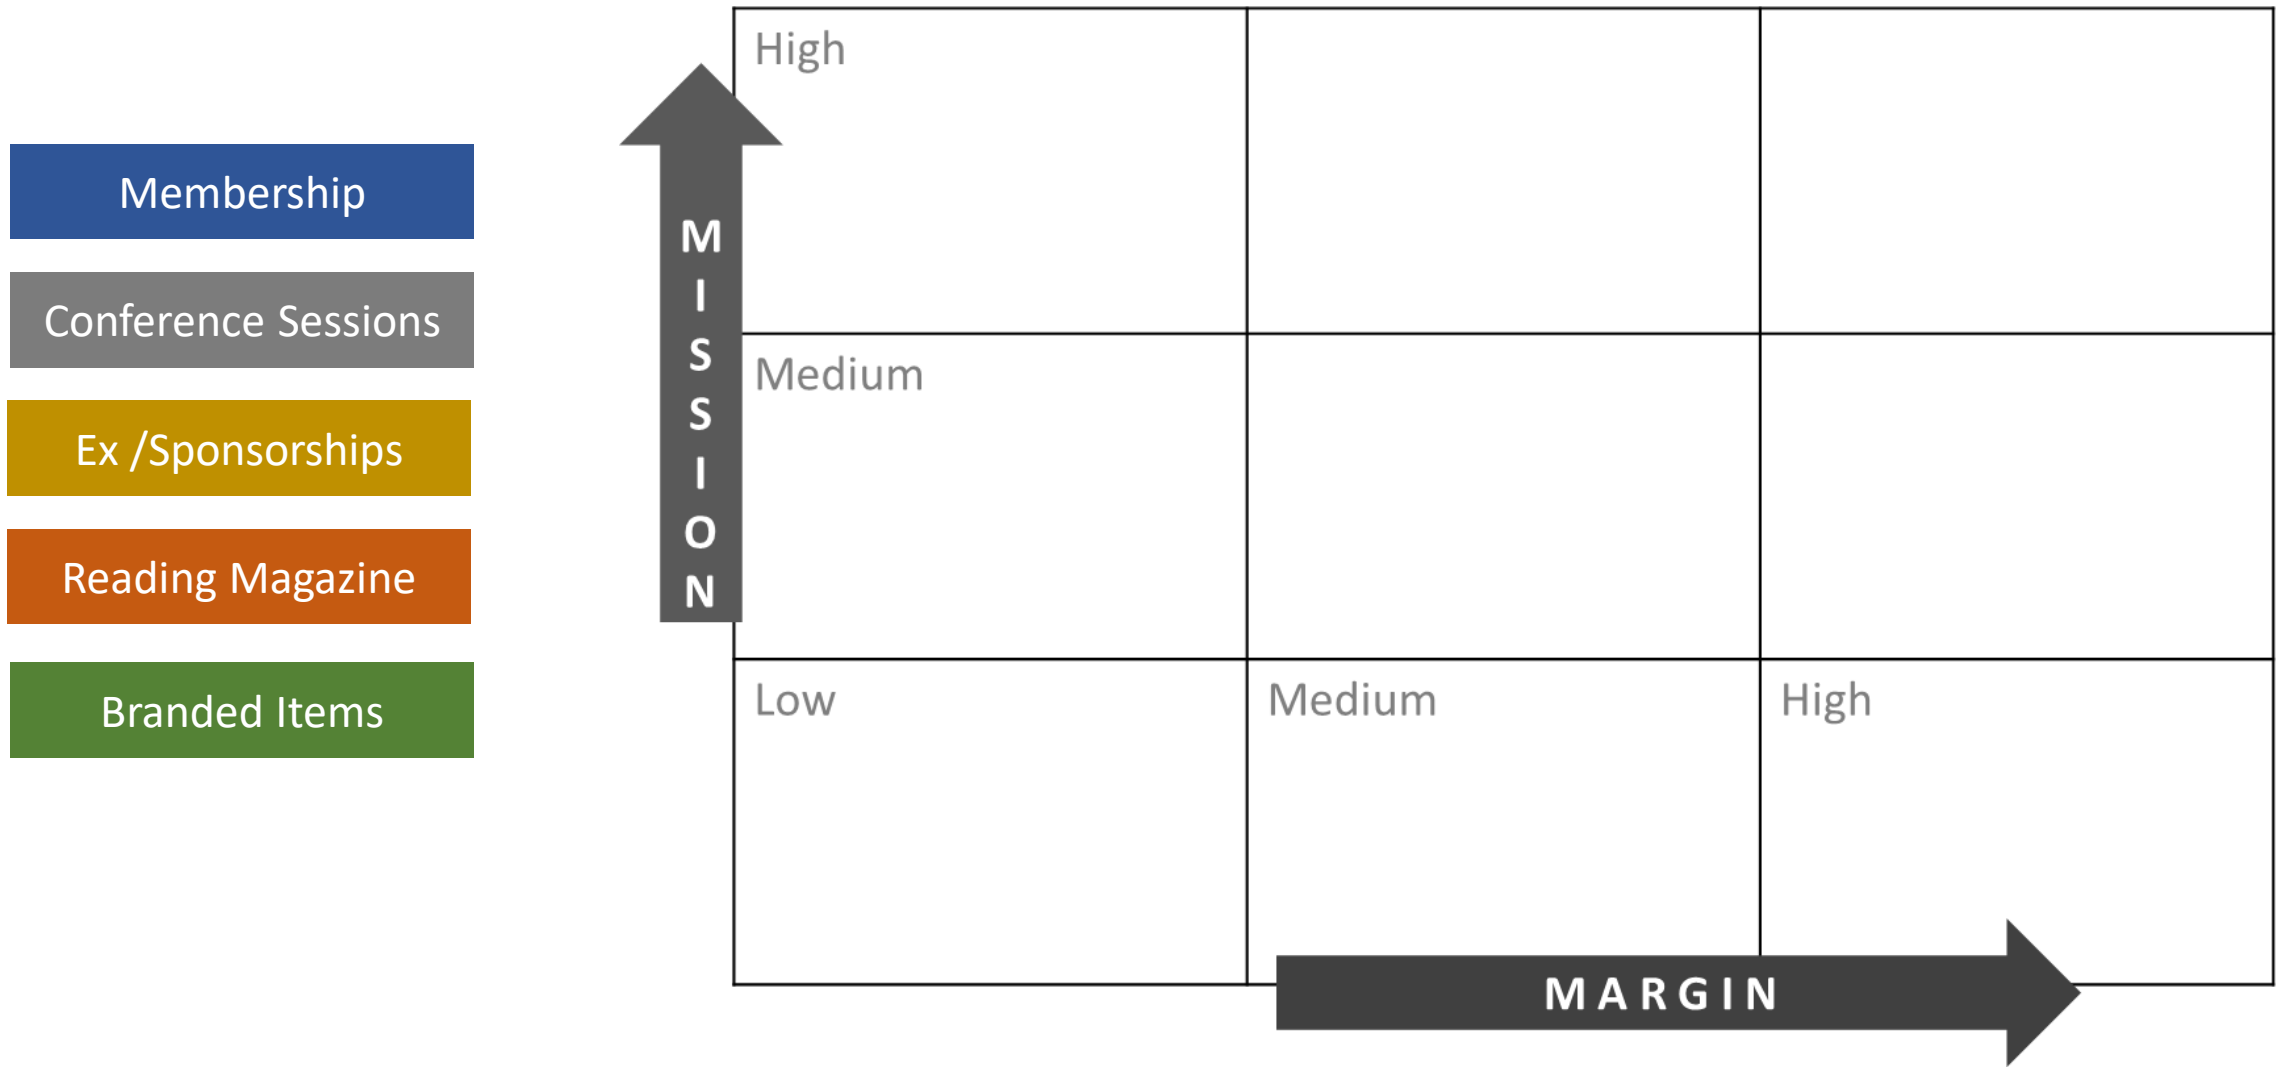 Membership
Conference Sessions
Ex /Sponsorships
Reading Magazine
Branded Items
MISSION
High
Medium
Low
Medium
High
MARGIN